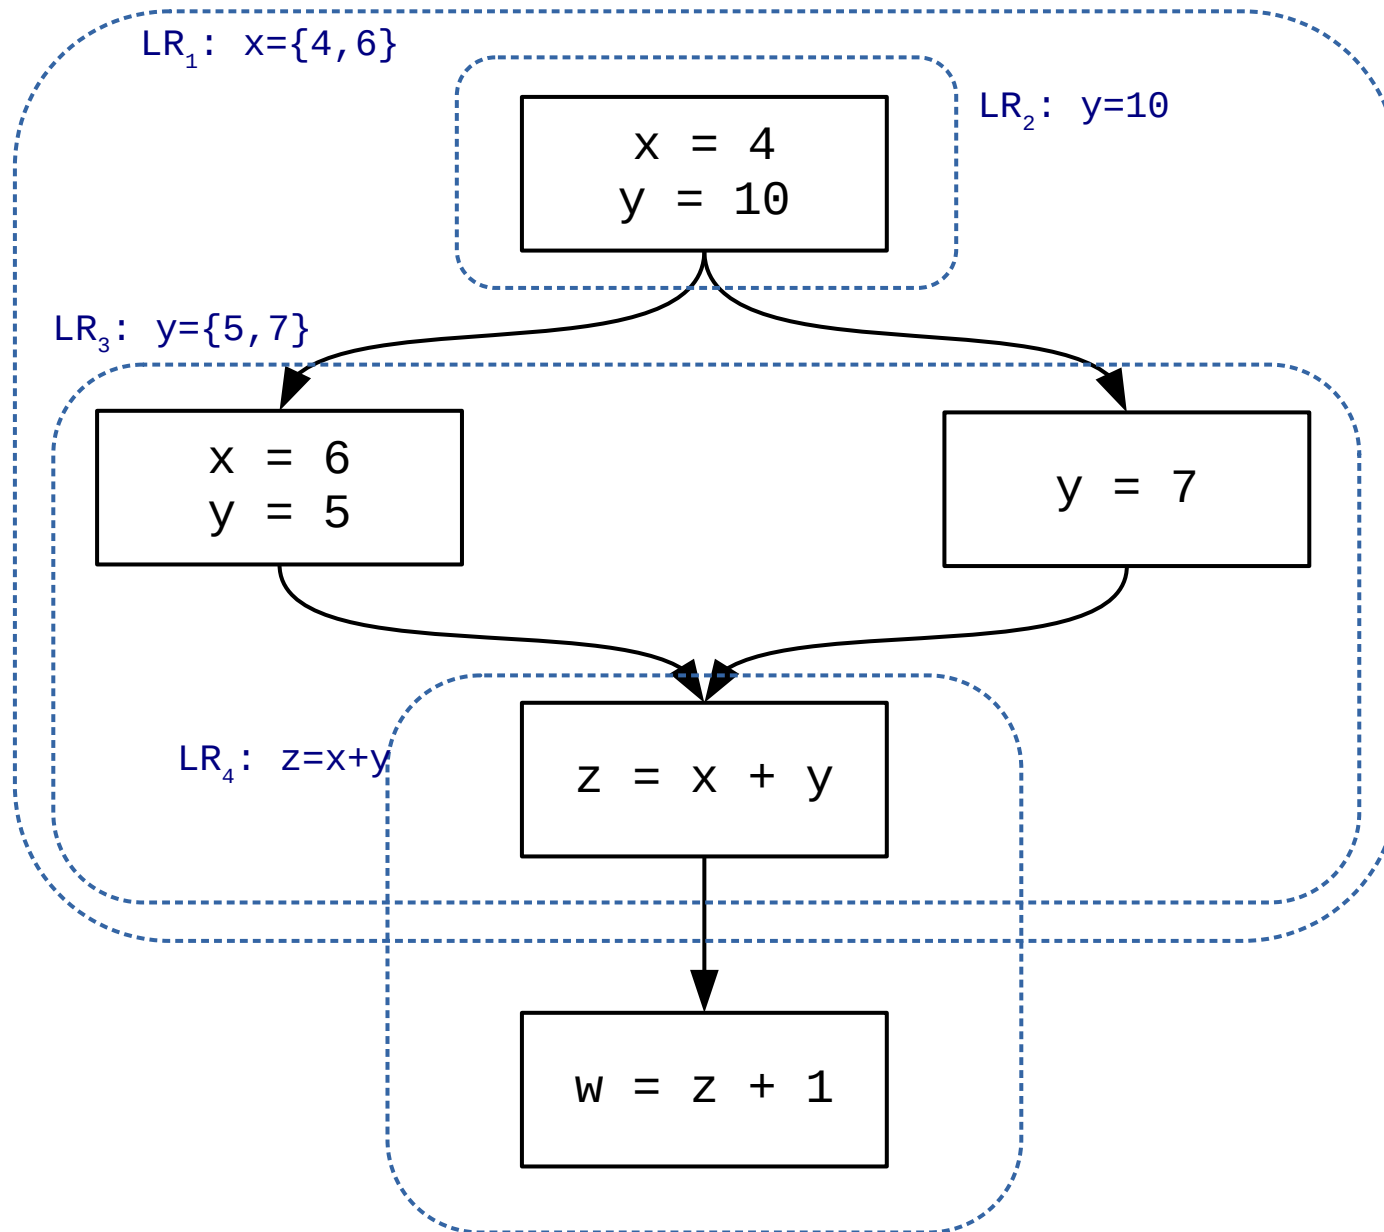 LR₁: x={4,6}
LR₂: y=10
x = 4
y = 10
LR₃: y={5,7}
x = 6
y = 5
y = 7
LR₄: z=x+y
z = x + y
w = z + 1